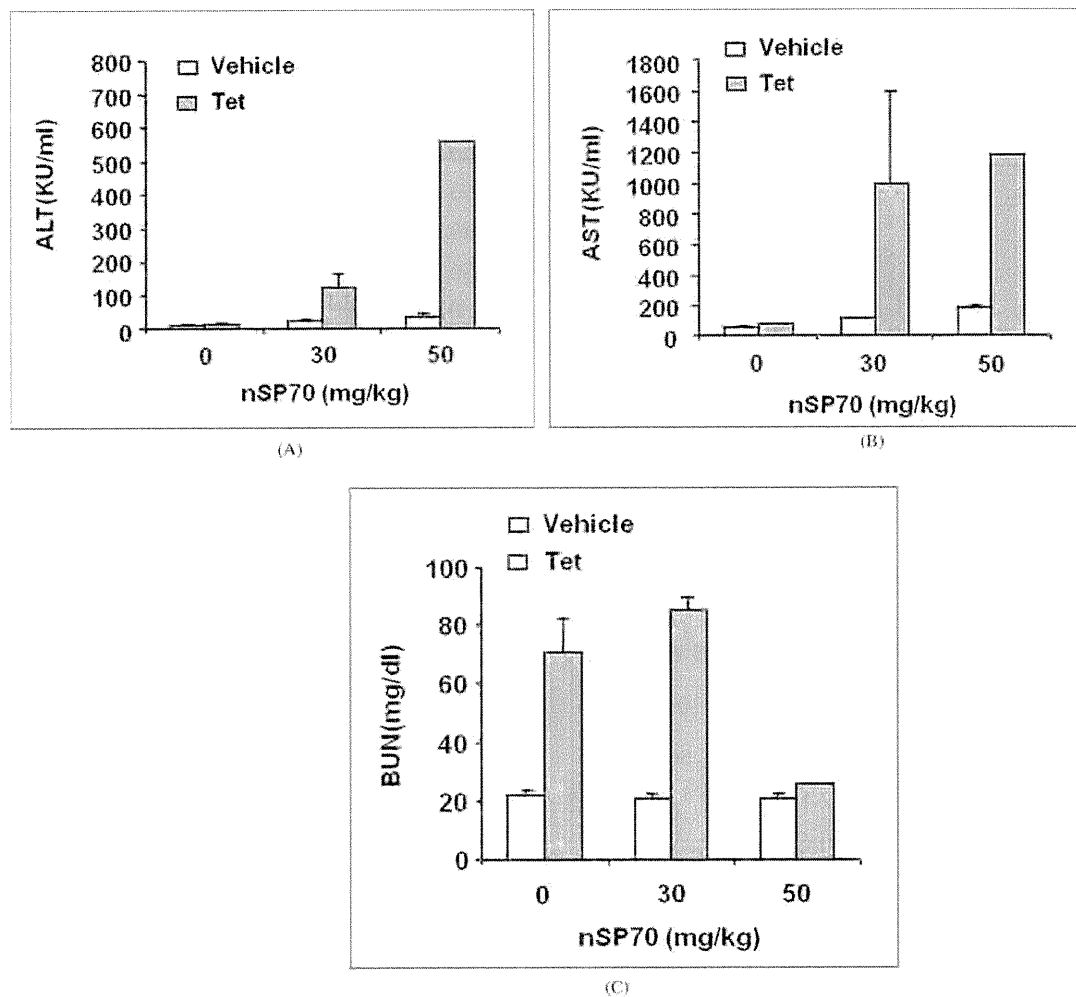 Vehicle
Tet
800
700
600
500
400
300
200
100
0
ALT(KU/ml)
0 30 50
nSP70 (mg/kg)
(A)
Vehicle
Tet
1800
1600
1400
1200
1000
800
600
400
200
0
AST(KU/ml)
0 30 50
nSP70 (mg/kg)
(B)
Vehicle
Tet
100
80
60
40
20
0
BUN(mg/dl)
0 30 50
nSP70 (mg/kg)
(C)